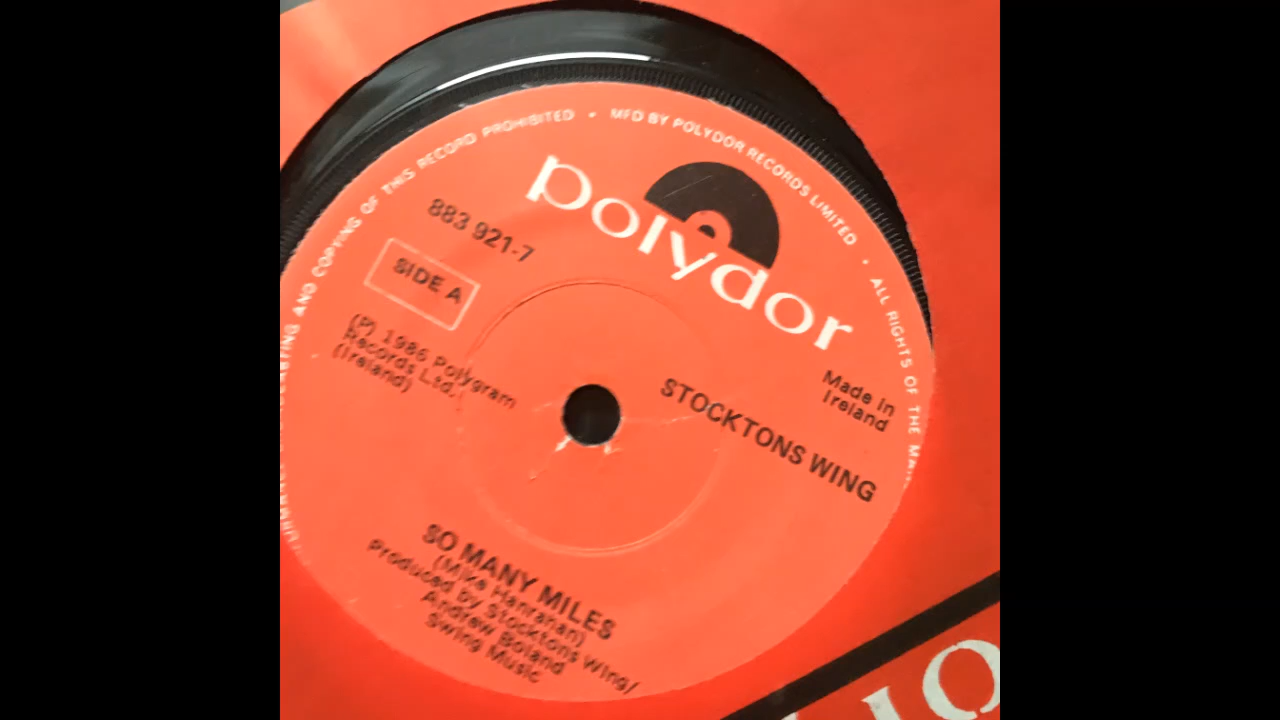 COPYING OF THIS RECORD PROHIBITED • MFD BY POLYDOR RECORDS LIMITED • ALL RIGHTS OF THE
polydor
883 921-7
SIDE A
(P) 1986 Polygram
Records Ltd.
(Ireland)
Made in
Ireland
STOCKTONS WING
SO MANY MILES
(Mike Hanrahan)
Produced by Stocktons Wing/
Andrew Boland
Swing Music